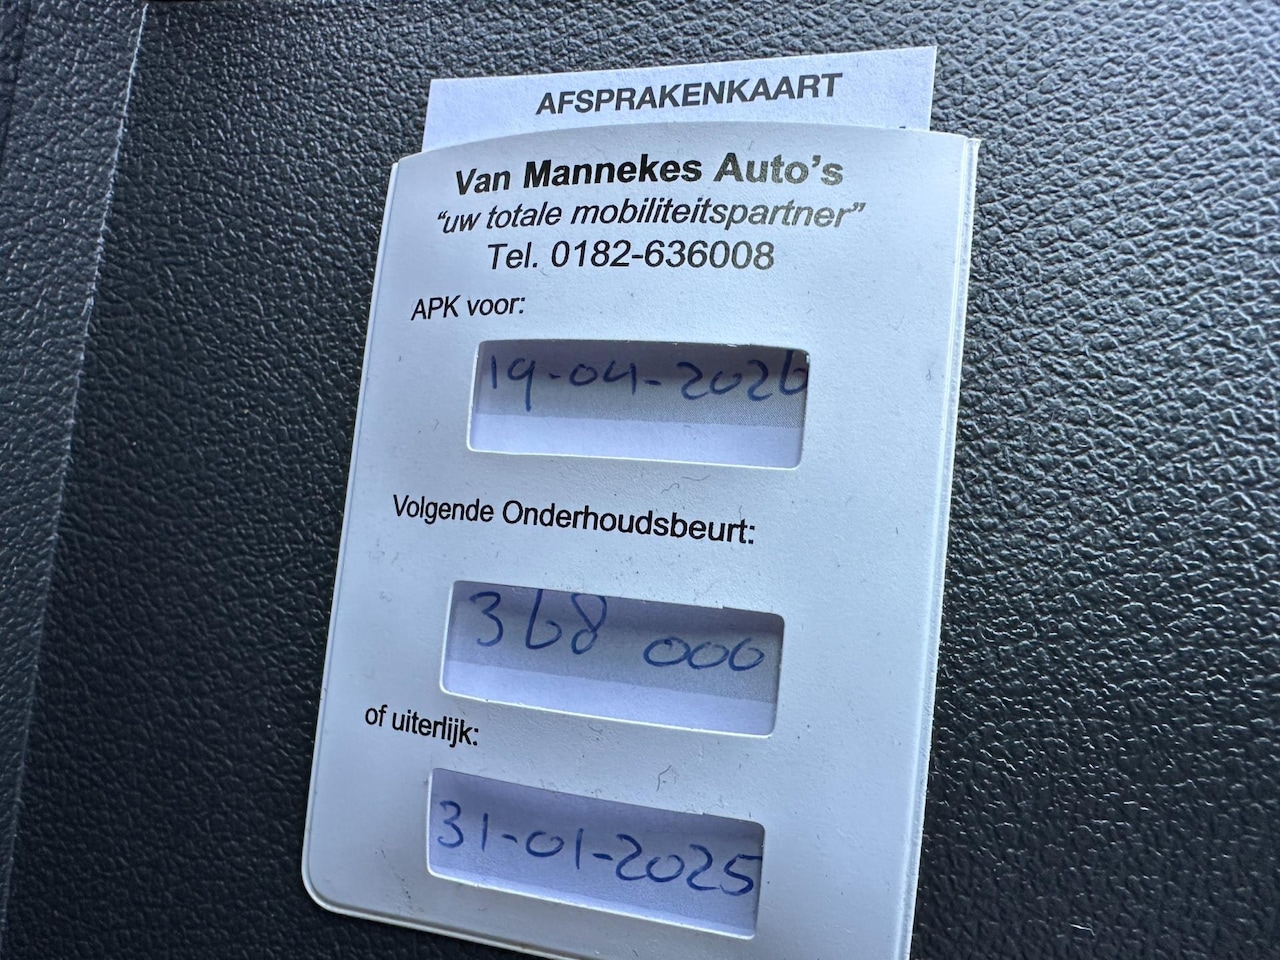 AFSPRAKENKAART
Van Mannekes Auto's
“uw totale mobiliteitspartner”
Tel. 0182-636008
APK voor:
19-04-2026
Volgende Onderhoudsbeurt:
368 000
of uiterlijk:
31-01-2025